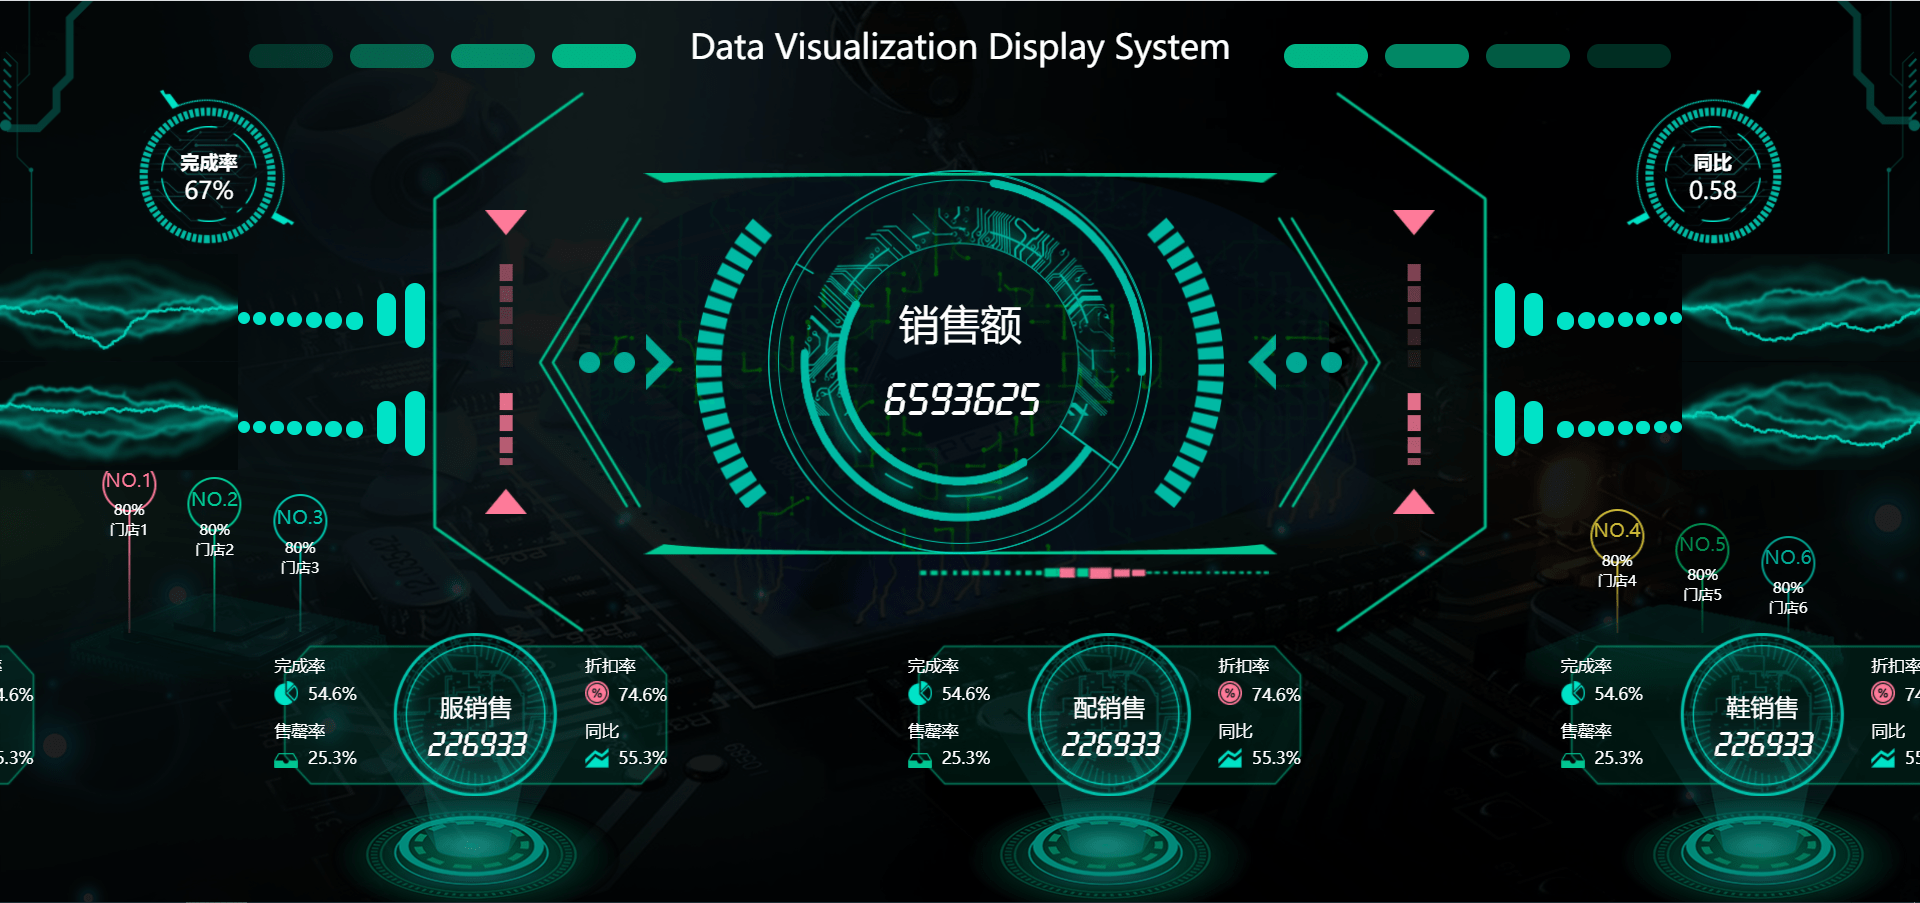 Data Visualization Display System
完成率
67%
同比
0.58
销售额
6593625
NO.1
80%
门店1
NO.2
80%
门店2
NO.3
80%
门店3
NO.4
80%
门店4
NO.5
80%
门店5
NO.6
80%
门店6
4.6%
5.3%
完成率
54.6%
售罄率
25.3%
服销售
226933
折扣率
74.6%
同比
55.3%
完成率
54.6%
售罄率
25.3%
配销售
226933
折扣率
74.6%
同比
55.3%
完成率
54.6%
售罄率
25.3%
鞋销售
226933
折扣率
74
同比
55